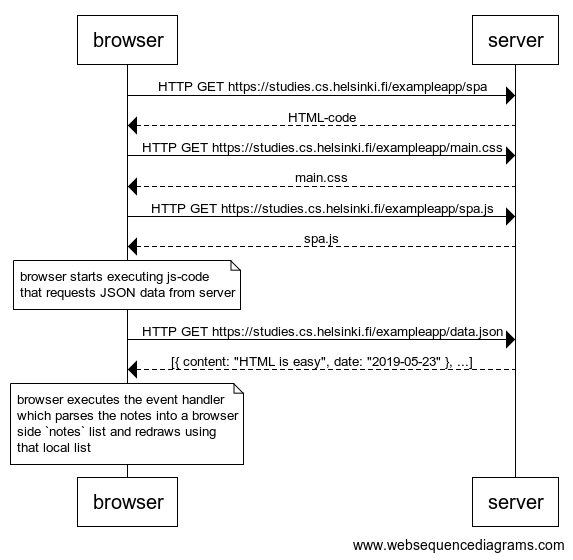 browser
server
HTTP GET https://studies.cs.helsinki.fi/exampleapp/spa
HTML-code
HTTP GET https://studies.cs.helsinki.fi/exampleapp/main.css
main.css
HTTP GET https://studies.cs.helsinki.fi/exampleapp/spa.js
spa.js
browser starts executing js-code
that requests JSON data from server
HTTP GET https://studies.cs.helsinki.fi/exampleapp/data.json
[{ content: "HTML is easy", date: "2019-05-23" }, ...]
browser executes the event handler
which parses the notes into a browser
side `notes` list and redraws using
that local list
browser
server
www.websequencediagrams.com